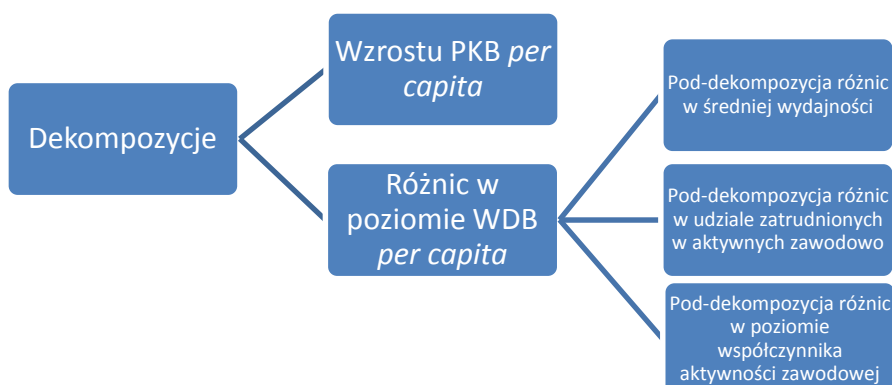 Dekompozycje
Wzrostu PKB per
capita
Różnic w
poziomie WDB
per capita
Pod-dekompozycja różnic
w średniej wydajności
Pod-dekompozycja różnic
w udziale zatrudnionych
w aktywnych zawodowo
Pod-dekompozycja różnic
w poziomie
współczynnika
aktywności zawodowej